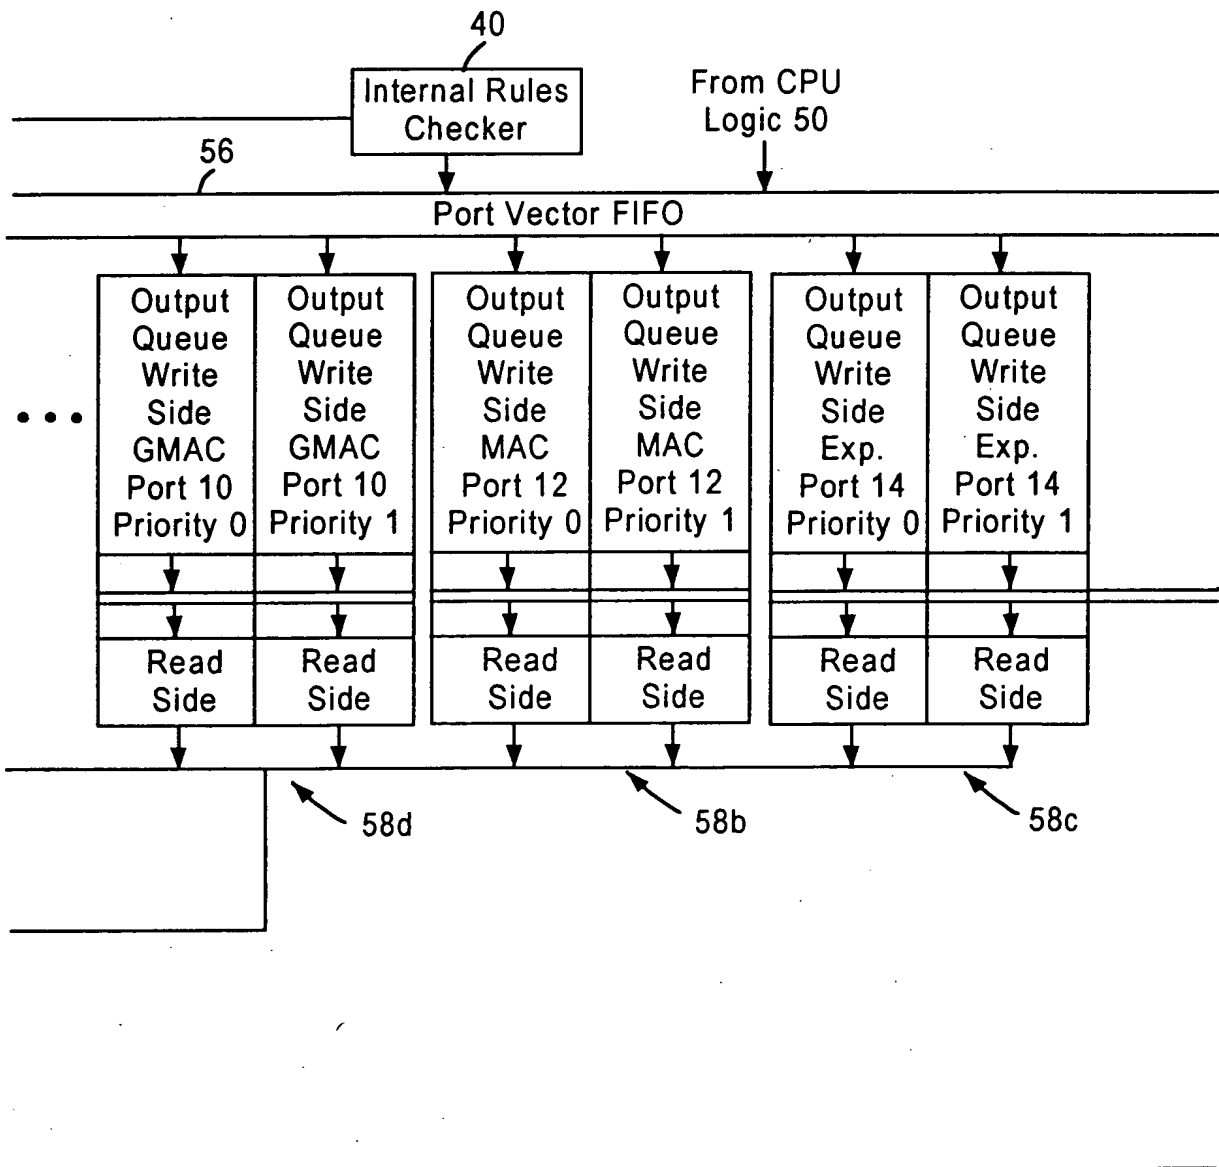 40
Internal Rules
Checker
From CPU
Logic 50
56
Port Vector FIFO
Output
Queue
Write
Side
GMAC
Port 10
Priority 0
Output
Queue
Write
Side
GMAC
Port 10
Priority 1
Output
Queue
Write
Side
MAC
Port 12
Priority 0
Output
Queue
Write
Side
MAC
Port 12
Priority 1
Output
Queue
Write
Side
Exp.
Port 14
Priority 0
Output
Queue
Write
Side
Exp.
Port 14
Priority 1
Read
Side
Read
Side
Read
Side
Read
Side
Read
Side
Read
Side
58d
58b
58c